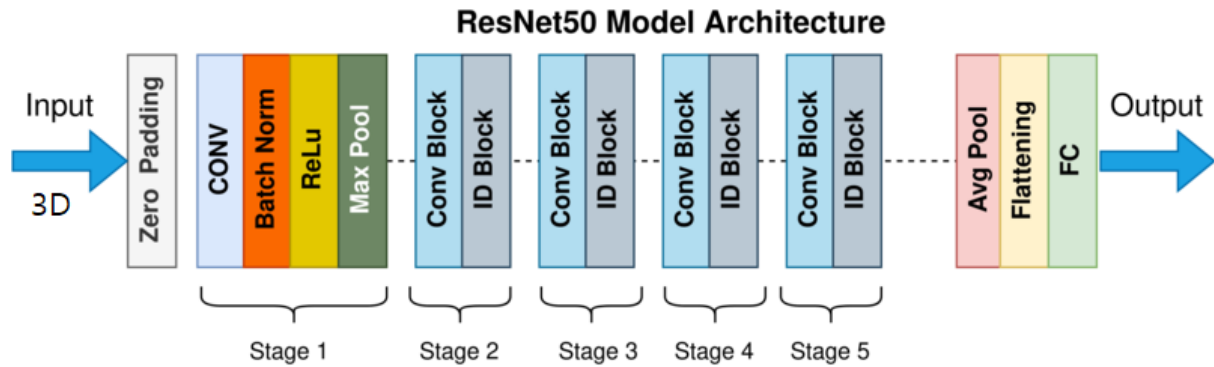 ResNet50 Model Architecture
Input
3D
Zero Padding
CONV
Batch Norm
ReLu
Max Pool
Conv Block
ID Block
Conv Block
ID Block
Conv Block
ID Block
Conv Block
ID Block
Avg Pool
Flattening
FC
Output
Stage 1
Stage 2
Stage 3
Stage 4
Stage 5